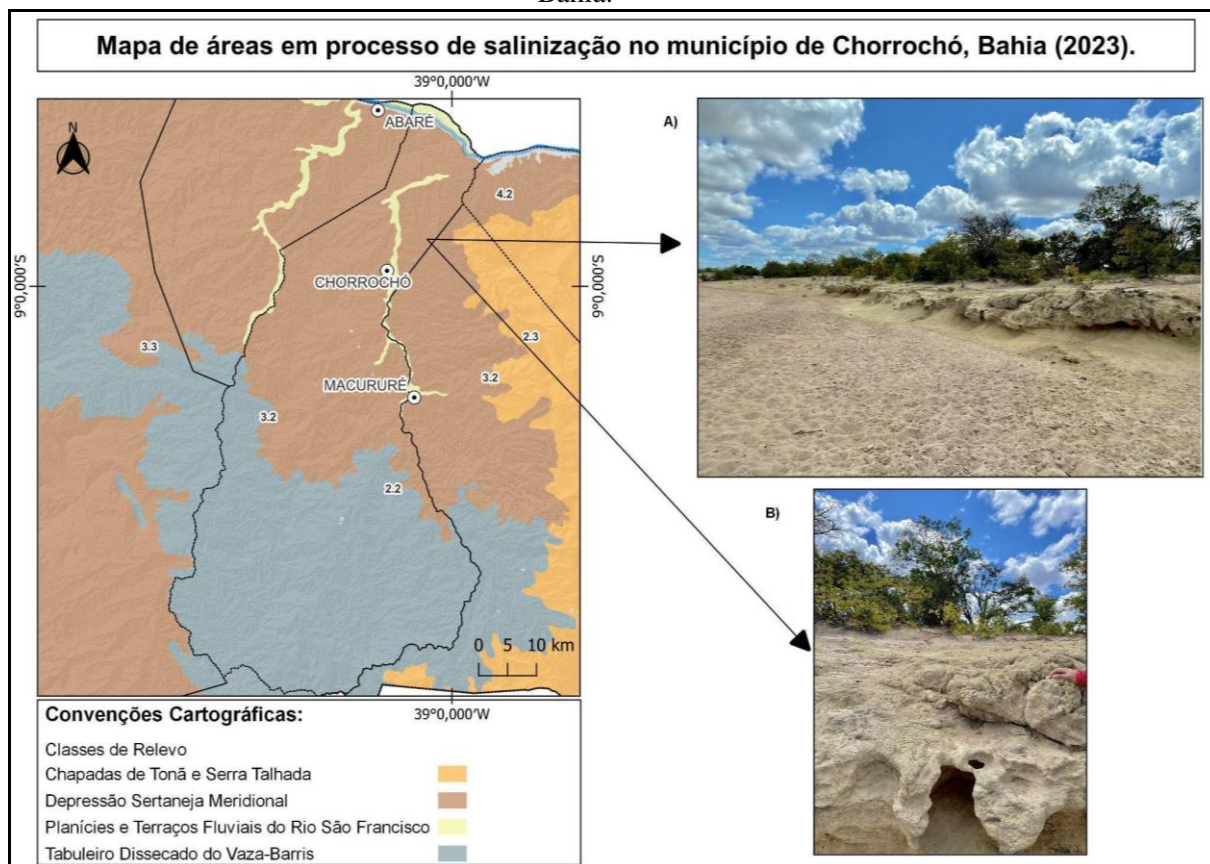 Bahia.
Mapa de áreas em processo de salinização no município de Chorrochó, Bahia (2023).
39°0,000'W
N
ABARÉ
A)
4.2
9°0,000'S
CHORROCHÓ
9°0,000'S
2.3
3.3
3.2
MACURURÉ
3.2
2.2
B)
0 5 10 km
Convenções Cartográficas:
39°0,000'W
Classes de Relevo
Chapadas de Tonã e Serra Talhada
Depressão Sertaneja Meridional
Planícies e Terraços Fluviais do Rio São Francisco
Tabuleiro Dissecado do Vaza-Barris